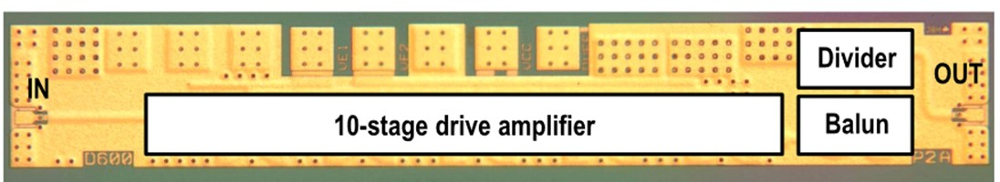 VE1
VE2
VCC
Divider
IN
OUT
10-stage drive amplifier
Balun
D600
P2A